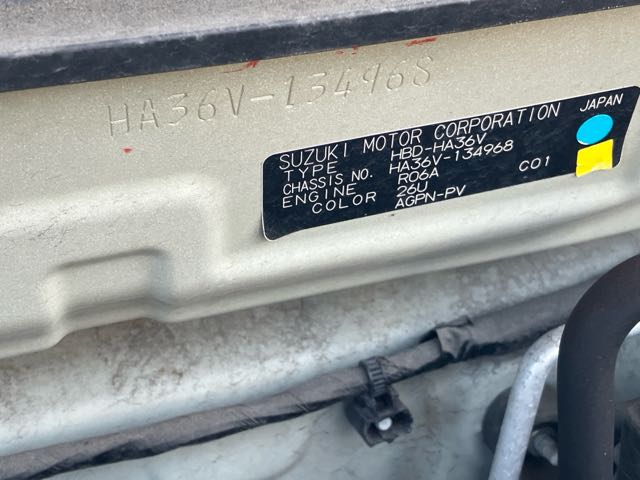 HA36V-134968
SUZUKI MOTOR CORPORATION JAPAN
TYPE HBD-HA36V
CHASSIS NO. HA36V-134968
ENGINE R06A C01
COLOR 26U
AGPN-PV